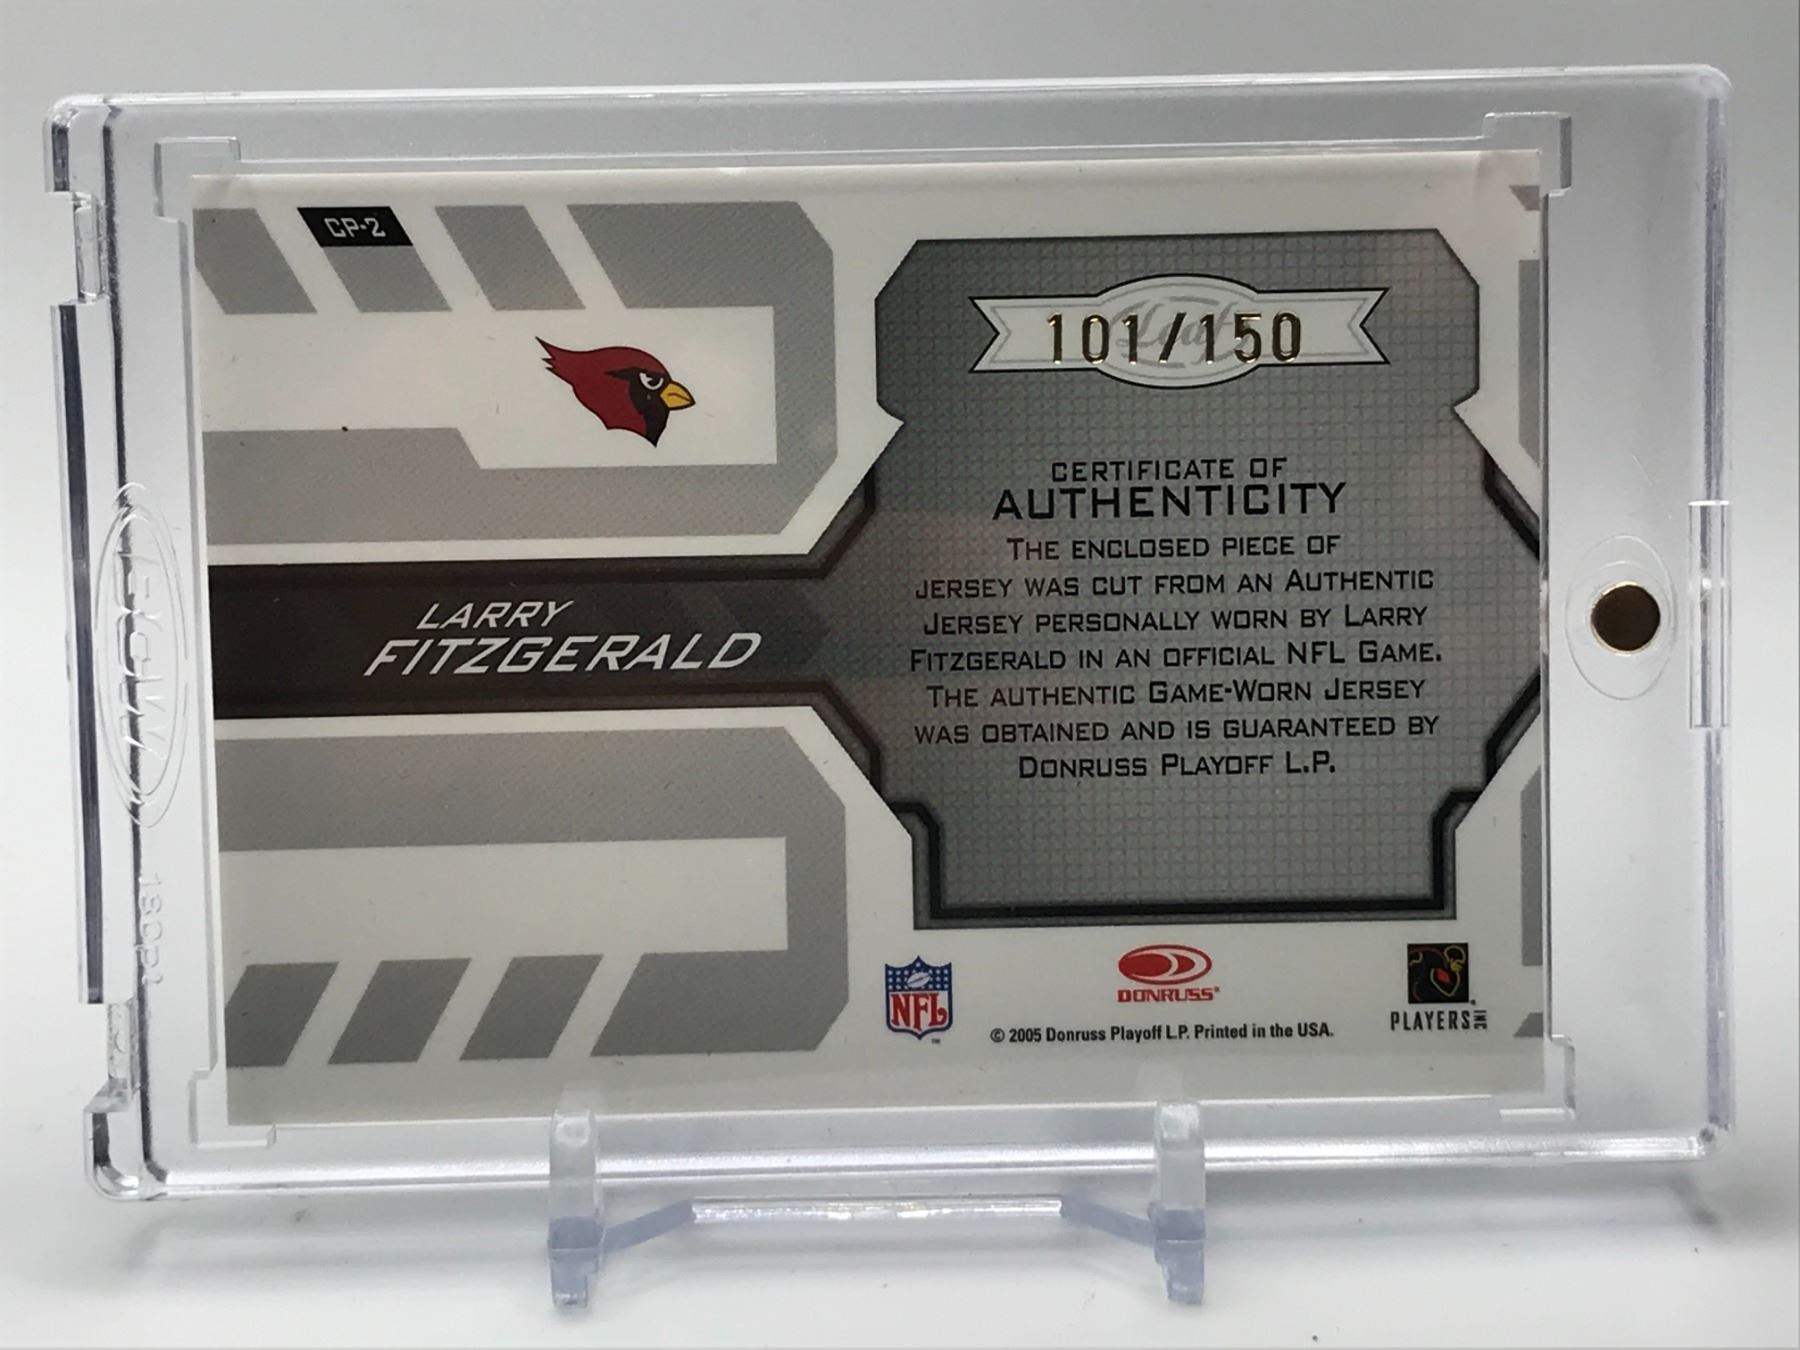 CP-2
101/150
Leaf
CERTIFICATE OF
AUTHENTICITY
THE ENCLOSED PIECE OF
JERSEY WAS CUT FROM AN AUTHENTIC
JERSEY PERSONALLY WORN BY LARRY
FITZGERALD IN AN OFFICIAL NFL GAME.
THE AUTHENTIC GAME-WORN JERSEY
WAS OBTAINED AND IS GUARANTEED BY
DONRUSS PLAYOFF L.P.
LARRY
FITZGERALD
NFL
DONRUSS®
PLAYERS INC
© 2005 Donruss Playoff L.P. Printed in the USA.